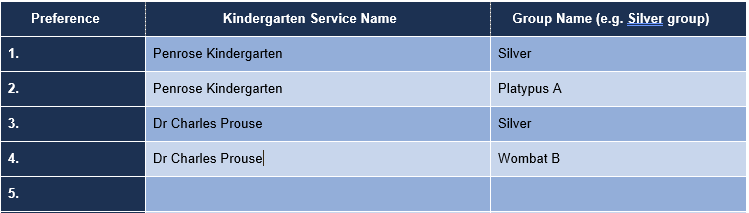 Preference Kindergarten Service Name Group Name (e.g. Silver group)
1. Penrose Kindergarten Silver
2. Penrose Kindergarten Platypus A
3. Dr Charles Prouse Silver
4. Dr Charles Prouse Wombat B
5.